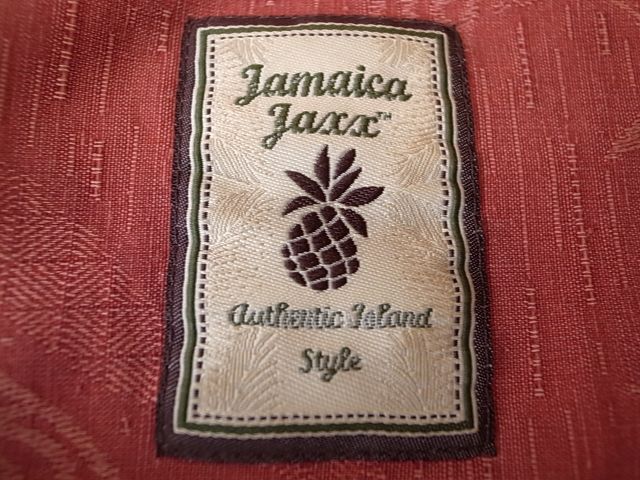 Jamaica
Jaxx™
Authentic Island
Style